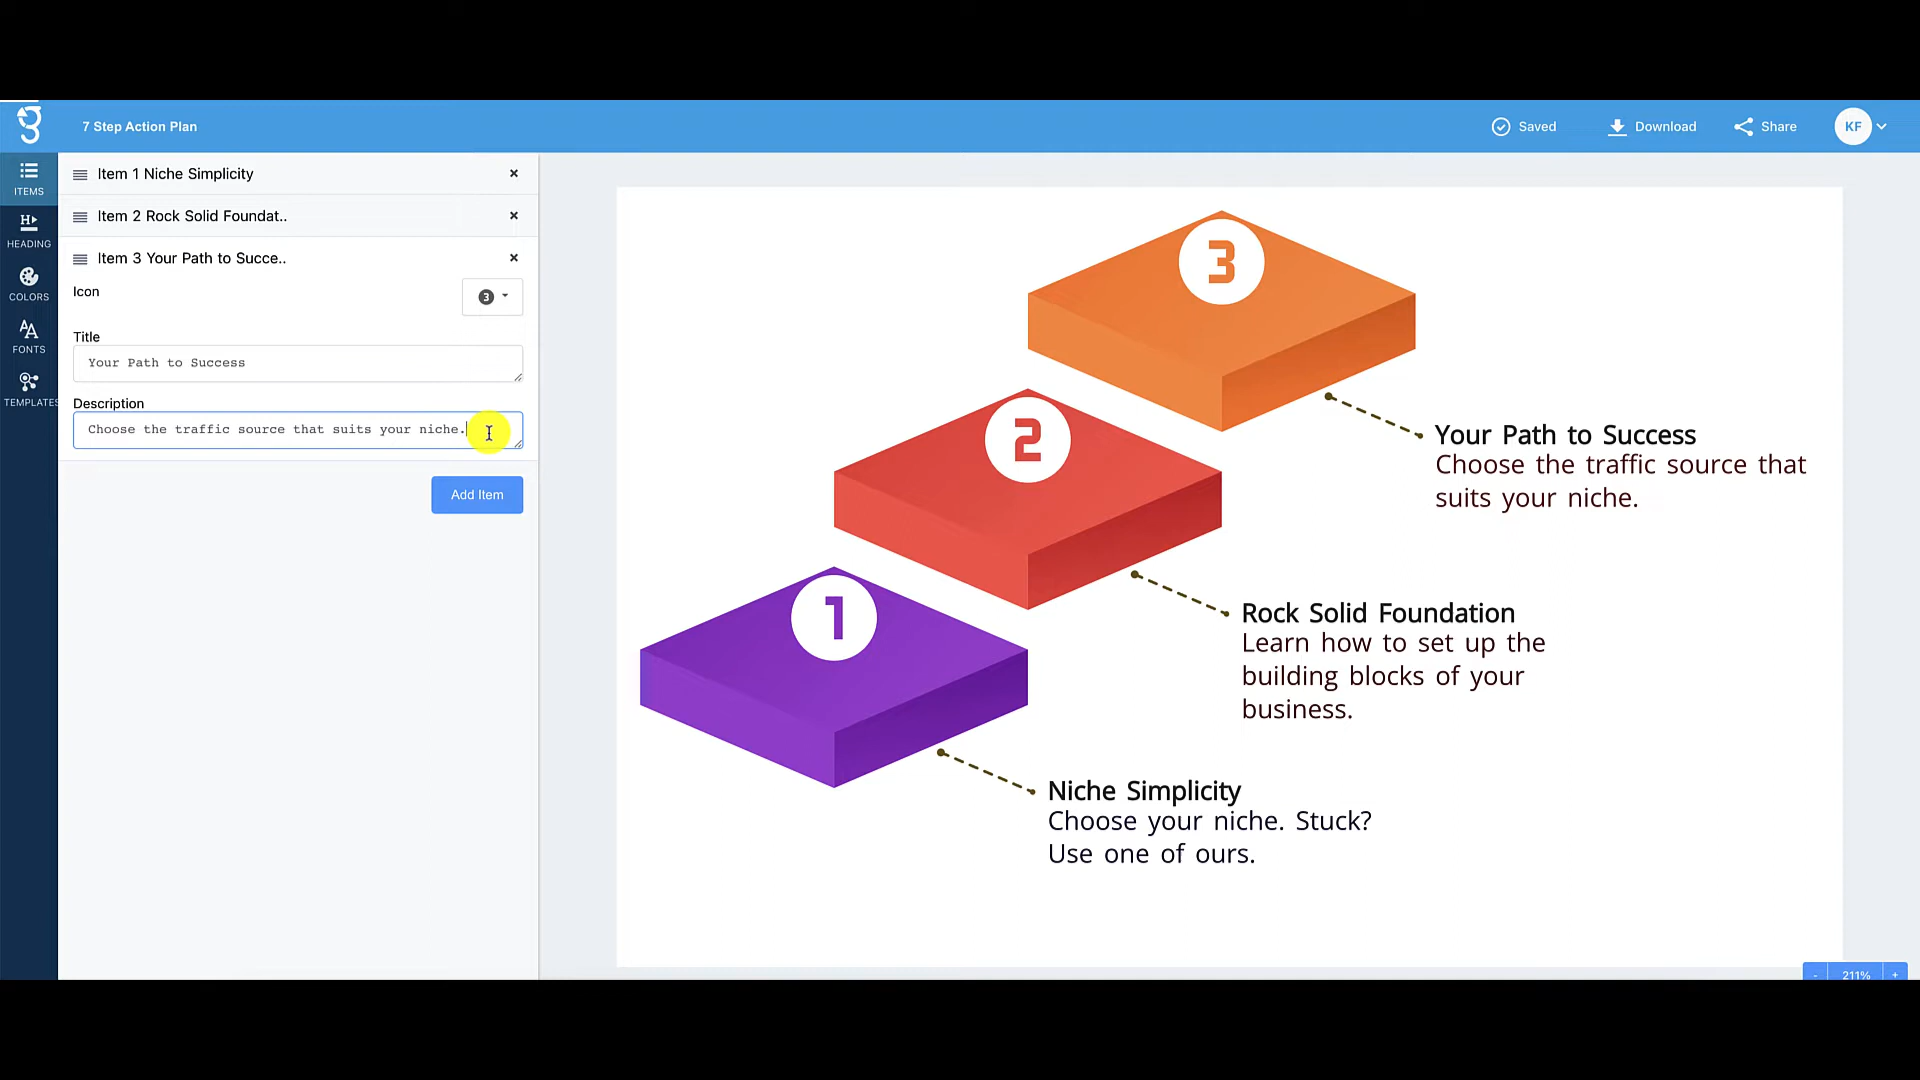 7 Step Action Plan
Saved
Download
Share
KF
ITEMS
HEADING
COLORS
FONTS
TEMPLATES
Item 1 Niche Simplicity
Item 2 Rock Solid Foundat..
Item 3 Your Path to Succe..
Icon
3
Title
Your Path to Success
Description
Choose the traffic source that suits your niche.
Add Item
3
Your Path to Success
Choose the traffic source that
suits your niche.
2
Rock Solid Foundation
Learn how to set up the
building blocks of your
business.
1
Niche Simplicity
Choose your niche. Stuck?
Use one of ours.
- 211% +